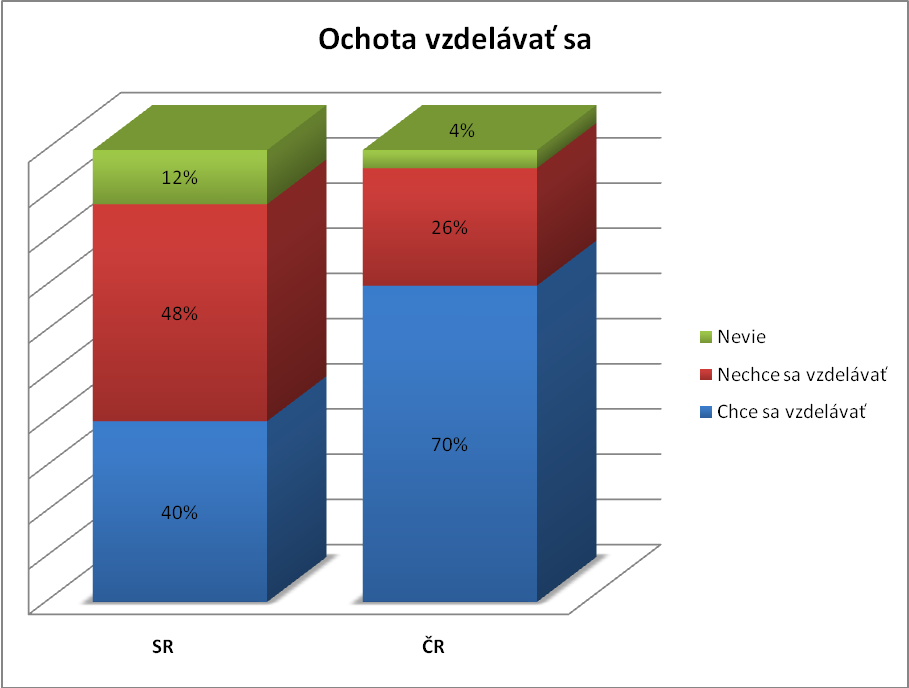 Ochota vzdelávať sa
4%
12%
26%
48%
70%
40%
Nevie
Nechce sa vzdelávať
Chce sa vzdelávať
SR
ČR